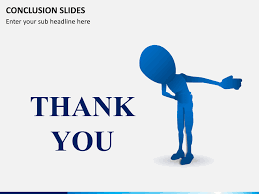 CONCLUSION SLIDES
Enter your sub headline here
THANK
YOU